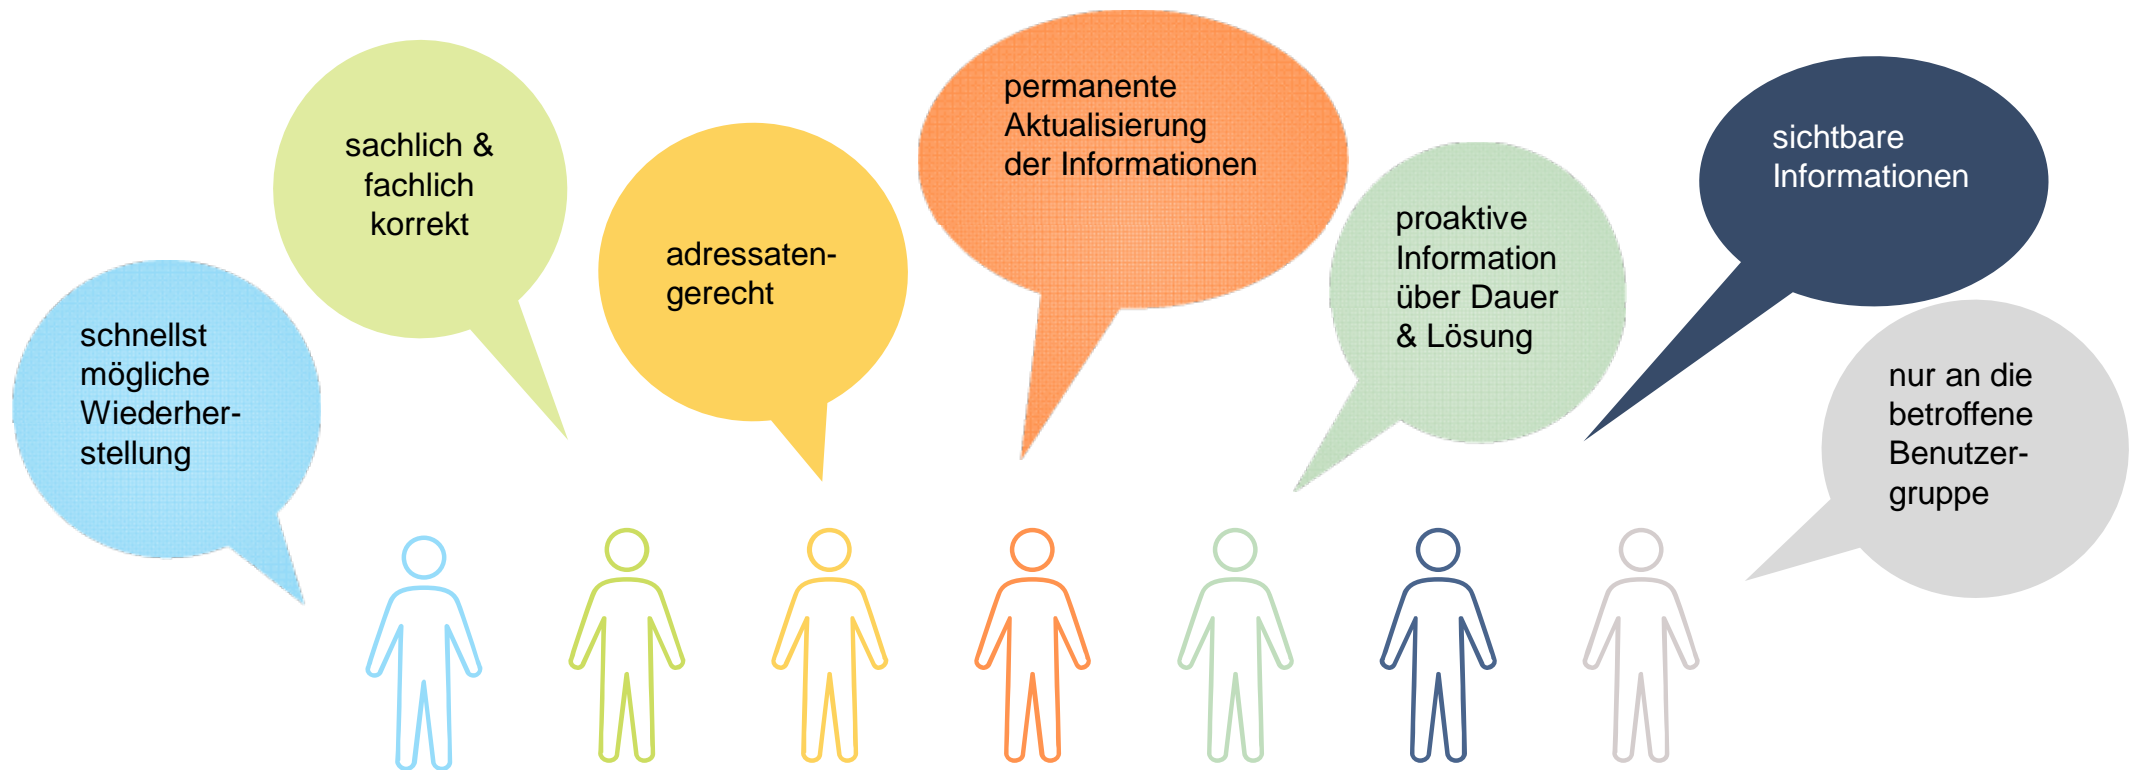 schnellst
mögliche
Wiederher-
stellung
sachlich &
fachlich
korrekt
adressaten-
gerecht
permanente
Aktualisierung
der Informationen
proaktive
Information
über Dauer
& Lösung
sichtbare
Informationen
nur an die
betroffene
Benutzer-
gruppe